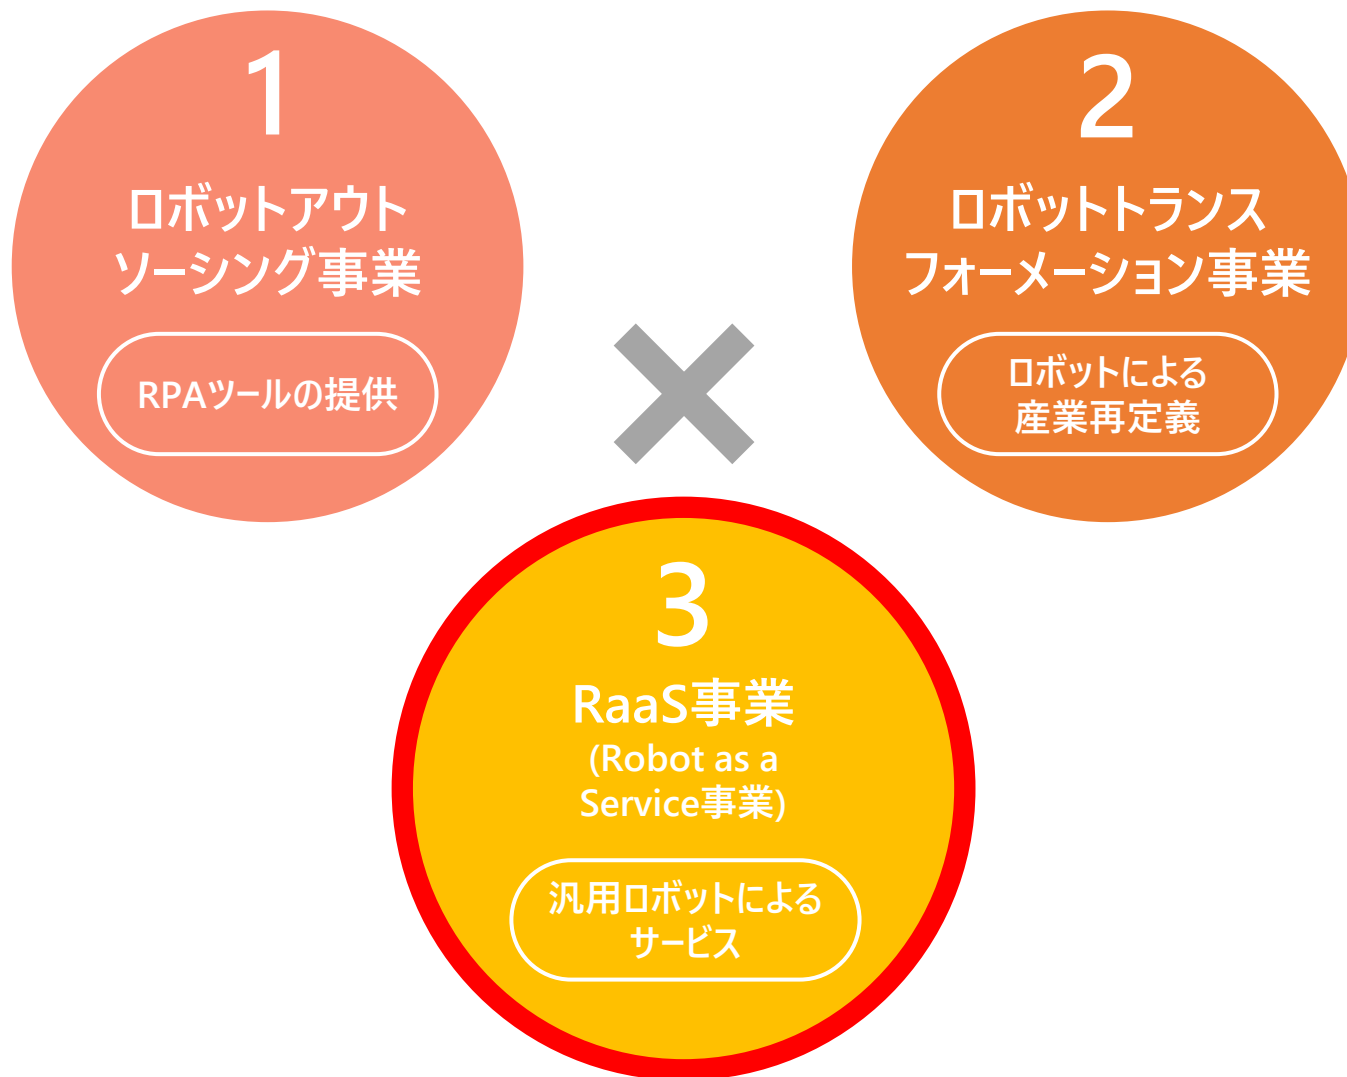 1
ロボットアウト
ソーシング事業
RPAツールの提供
2
ロボットトランス
フォーメーション事業
ロボットによる
産業再定義
3
RaaS事業
(Robot as a
Service事業)
汎用ロボットによる
サービス